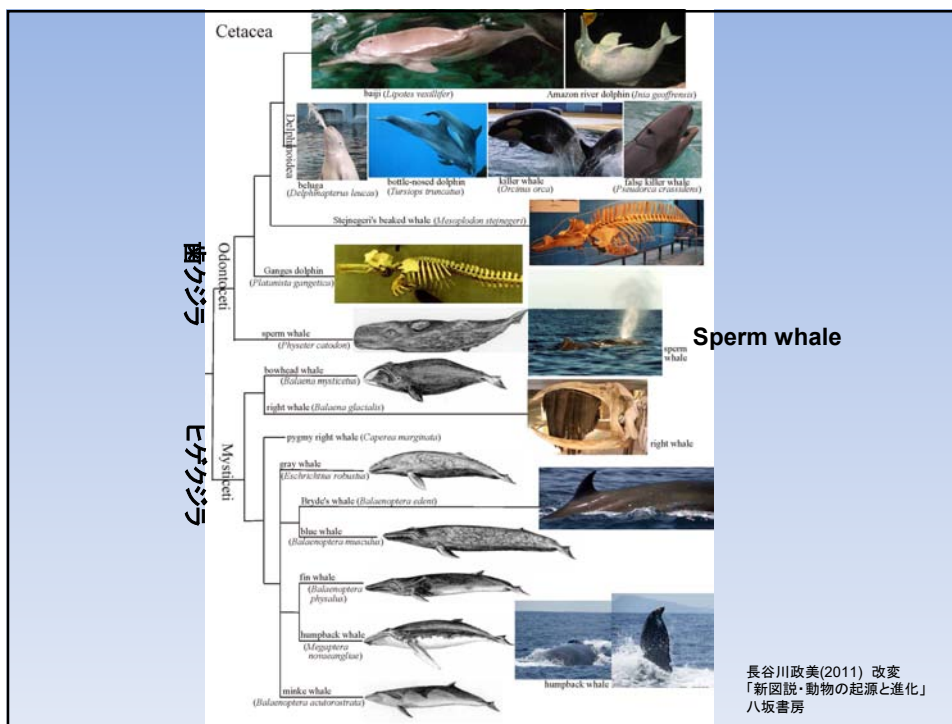 Cetacea
baiji (Lipotes vexillifer)
Amazon river dolphin (Inia geoffrensis)
Delphinoidea
beluga
(Delphinapterus leucas)
bottle-nosed dolphin
(Tursiops truncatus)
killer whale
(Orcinus orca)
false killer whale
(Pseudorca crassidens)
Stejnegeri's beaked whale (Mesoplodon stejnegeri)
歯クジラ
Odontoceti
Ganges dolphin
(Platanista gangetica)
sperm whale
(Physeter catodon)
sperm
whale
Sperm whale
bowhead whale
(Balaena mysticetus)
right whale (Balaena glacialis)
right whale
ヒゲクジラ
Mysticeti
pygmy right whale (Caperea marginata)
gray whale
(Eschrichtius robustus)
Bryde's whale (Balaenoptera edeni)
blue whale
(Balaenoptera musculus)
fin whale
(Balaenoptera
physalus)
humpback whale
(Megaptera
novaeangliae)
humpback whale
minke whale
(Balaenoptera acutorostrata)
長谷川政美(2011) 改変
「新図説・動物の起源と進化」
八坂書房